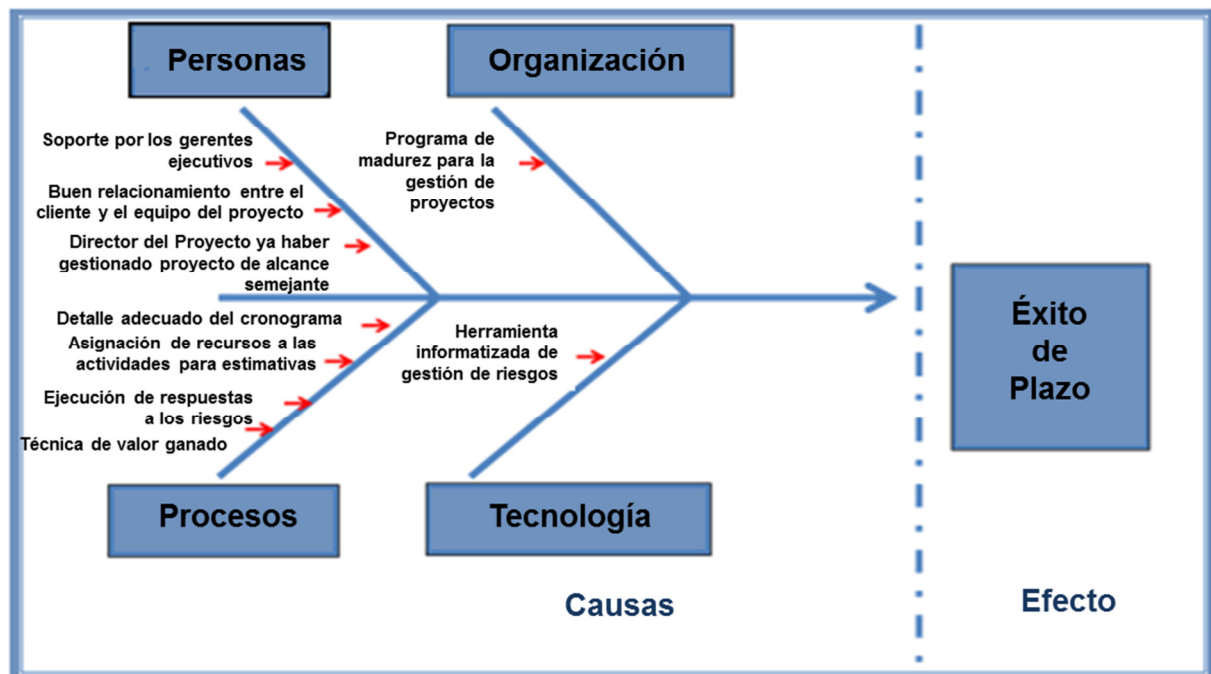 Personas
Organización
Soporte por los gerentes
ejecutivos
Buen relacionamiento entre el
cliente y el equipo del proyecto
Director del Proyecto ya haber
gestionado proyecto de alcance
semejante
Programa de
madurez para la
gestión de
proyectos
Detalle adecuado del cronograma
Asignación de recursos a las
actividades para estimativas
Ejecución de respuestas
a los riesgos
Técnica de valor ganado
Herramienta
informatizada de
gestión de riesgos
Éxito
de
Plazo
Procesos
Tecnología
Causas
Efecto